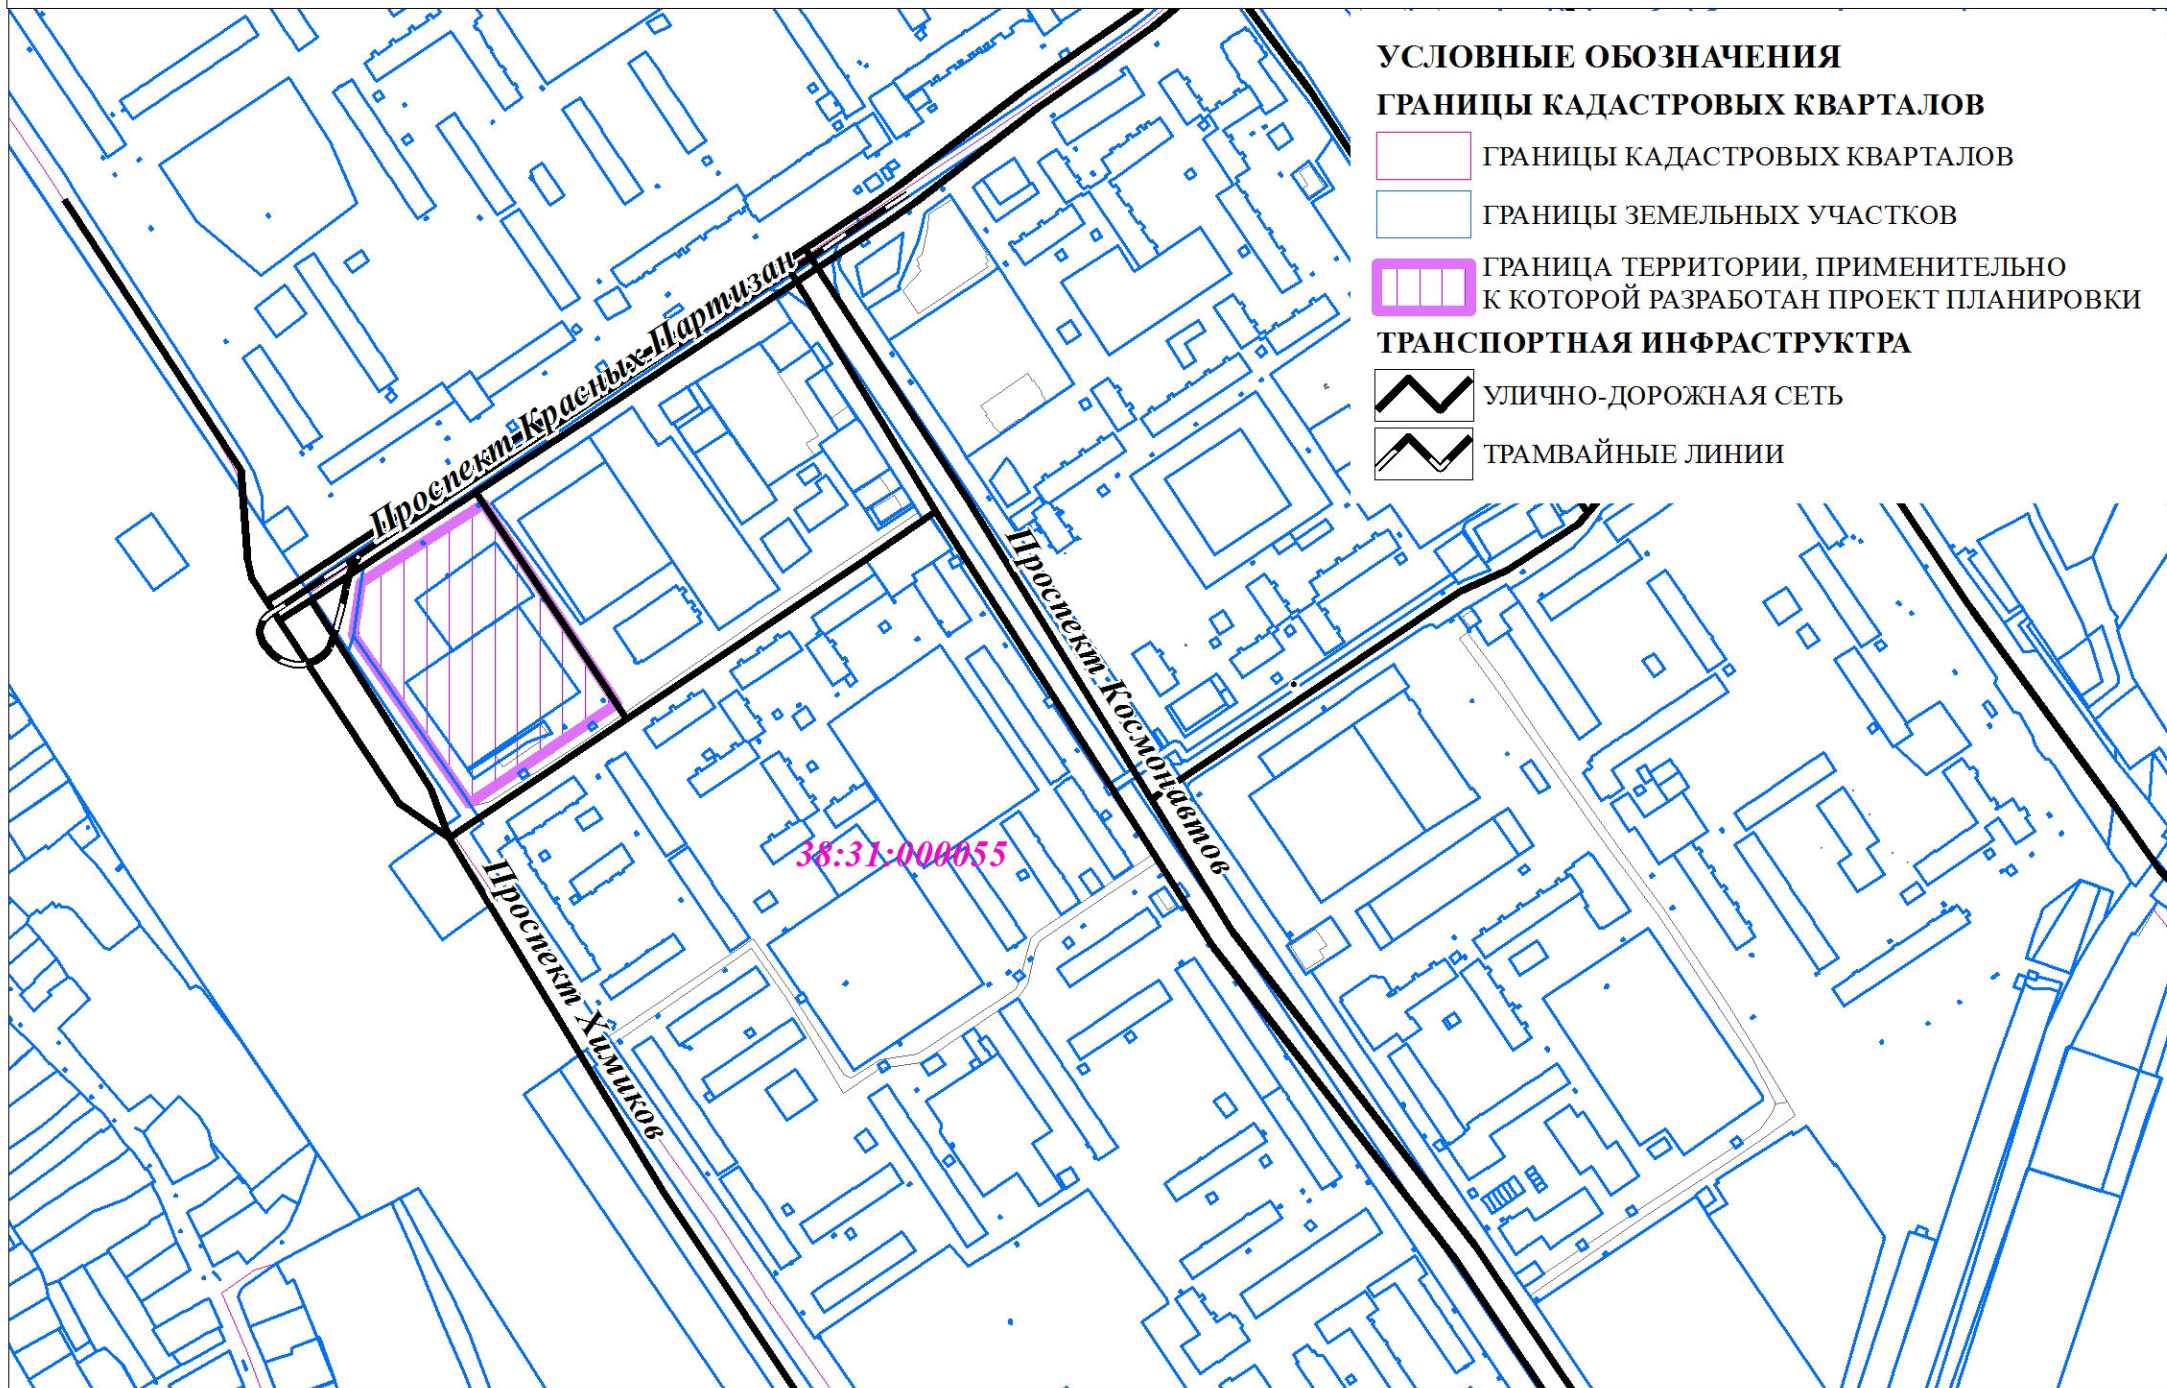 УСЛОВНЫЕ ОБОЗНАЧЕНИЯ
ГРАНИЦЫ КАДАСТРОВЫХ КВАРТАЛОВ
ГРАНИЦЫ КАДАСТРОВЫХ КВАРТАЛОВ
ГРАНИЦЫ ЗЕМЕЛЬНЫХ УЧАСТКОВ
ГРАНИЦА ТЕРРИТОРИИ, ПРИМЕНИТЕЛЬНО
К КОТОРОЙ РАЗРАБОТАН ПРОЕКТ ПЛАНИРОВКИ
ТРАНСПОРТНАЯ ИНФРАСТРУКТРА
УЛИЧНО-ДОРОЖНАЯ СЕТЬ
ТРАМВАЙНЫЕ ЛИНИИ
Проспект Красных Партизан
Проспект Космонавтов
38:31:000055
Проспект Химиков